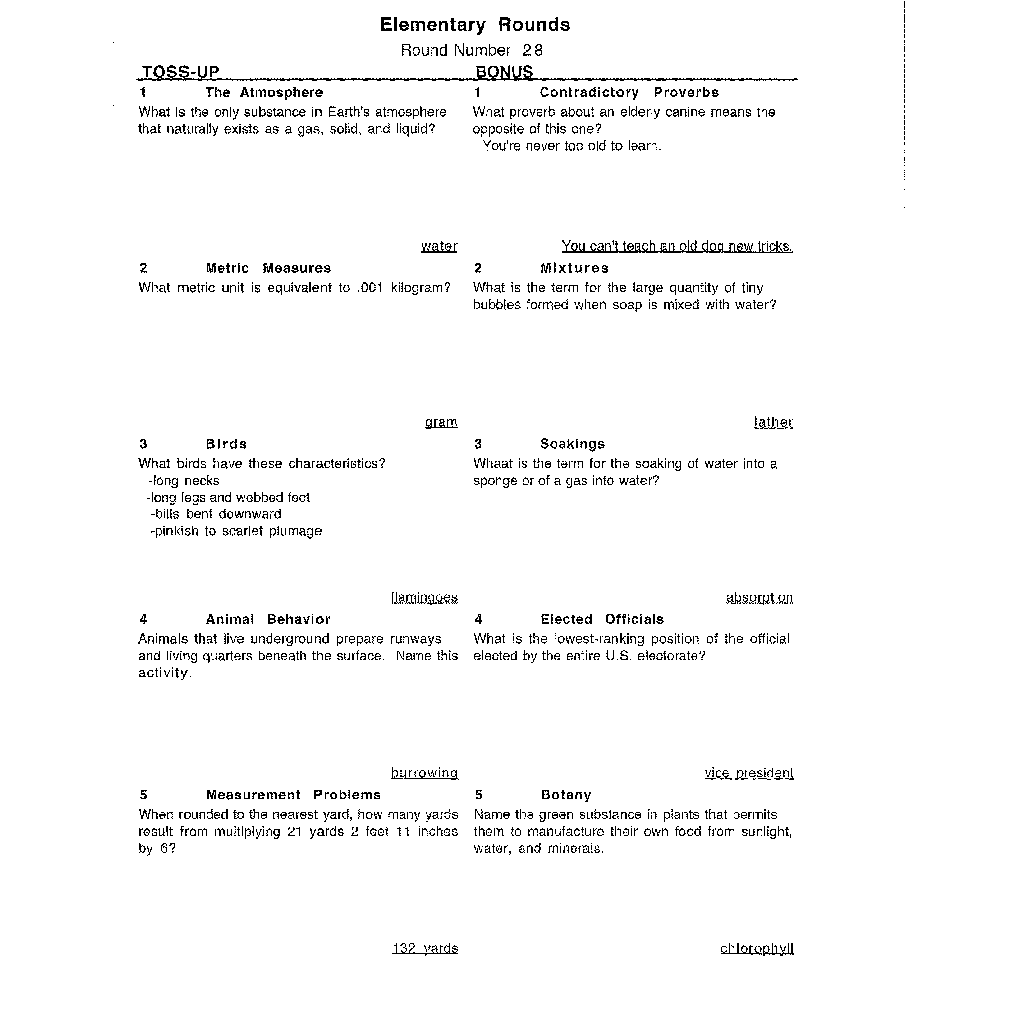 Elementary Rounds
Round Number 28
TOSS-UP
1 The Atmosphere
What is the only substance in Earth's atmosphere
that naturally exists as a gas, solid, and liquid?
water
2 Metric Measures
What metric unit is equivalent to .001 kilogram?
gram
3 Birds
What birds have these characteristics?
-long necks
-long legs and webbed feet
-bills bent downward
-pinkish to scarlet plumage
flamingoes
4 Animal Behavior
Animals that live underground prepare runways
and living quarters beneath the surface. Name this
activity.
burrowing
5 Measurement Problems
When rounded to the nearest yard, how many yards
result from multiplying 21 yards 2 feet 11 inches
by 6?
132 yards
BONUS
1 Contradictory Proverbs
What proverb about an elderly canine means the
opposite of this one?
You're never too old to learn.
You can't teach an old dog new tricks.
2 Mixtures
What is the term for the large quantity of tiny
bubbles formed when soap is mixed with water?
lather
3 Soakings
Whaat is the term for the soaking of water into a
sponge or of a gas into water?
absorption
4 Elected Officials
What is the lowest-ranking position of the official
elected by the entire U.S. electorate?
vice president
5 Botany
Name the green substance in plants that permits
them to manufacture their own food from sunlight,
water, and minerals.
chlorophyll